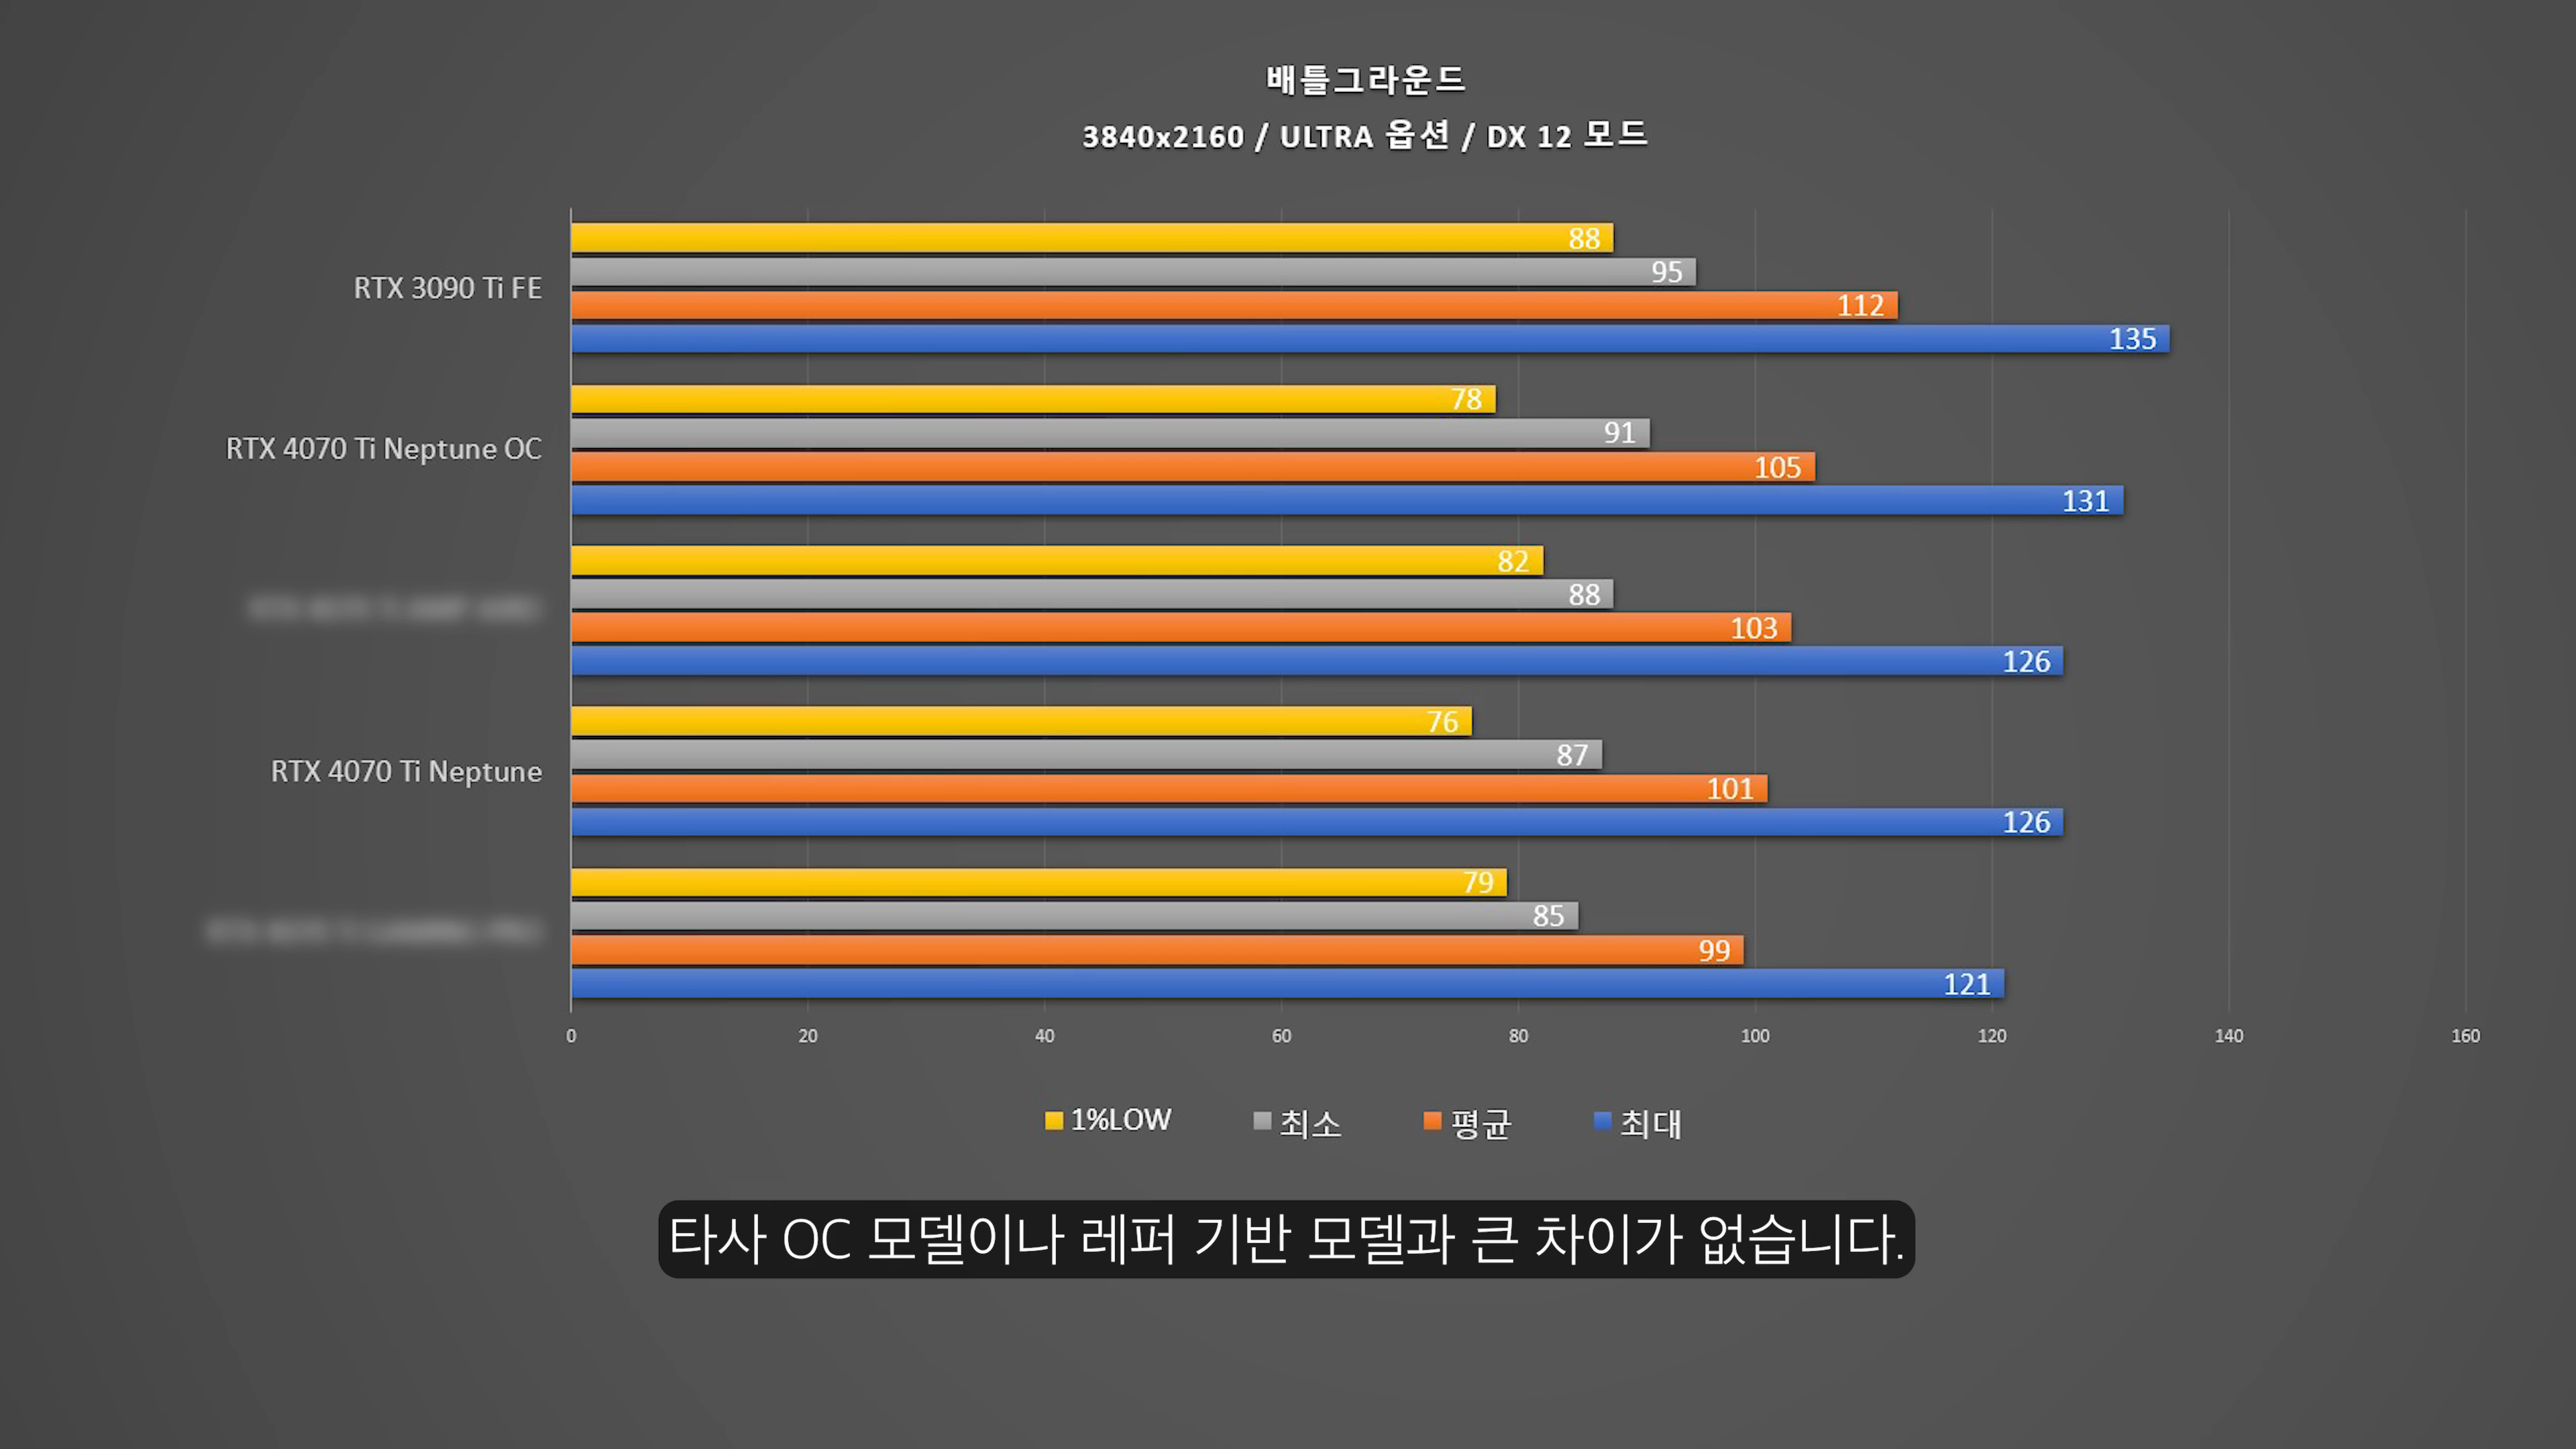 배틀그라운드
3840x2160 / ULTRA 옵션 / DX 12 모드
RTX 3090 Ti FE
88
95
112
135
RTX 4070 Ti Neptune OC
78
91
105
131
82
88
103
126
RTX 4070 Ti Neptune
76
87
101
126
79
85
99
121
0 20 40 60 80 100 120 140 160
1%LOW 최소 평균 최대
타사 OC 모델이나 레퍼 기반 모델과 큰 차이가 없습니다.